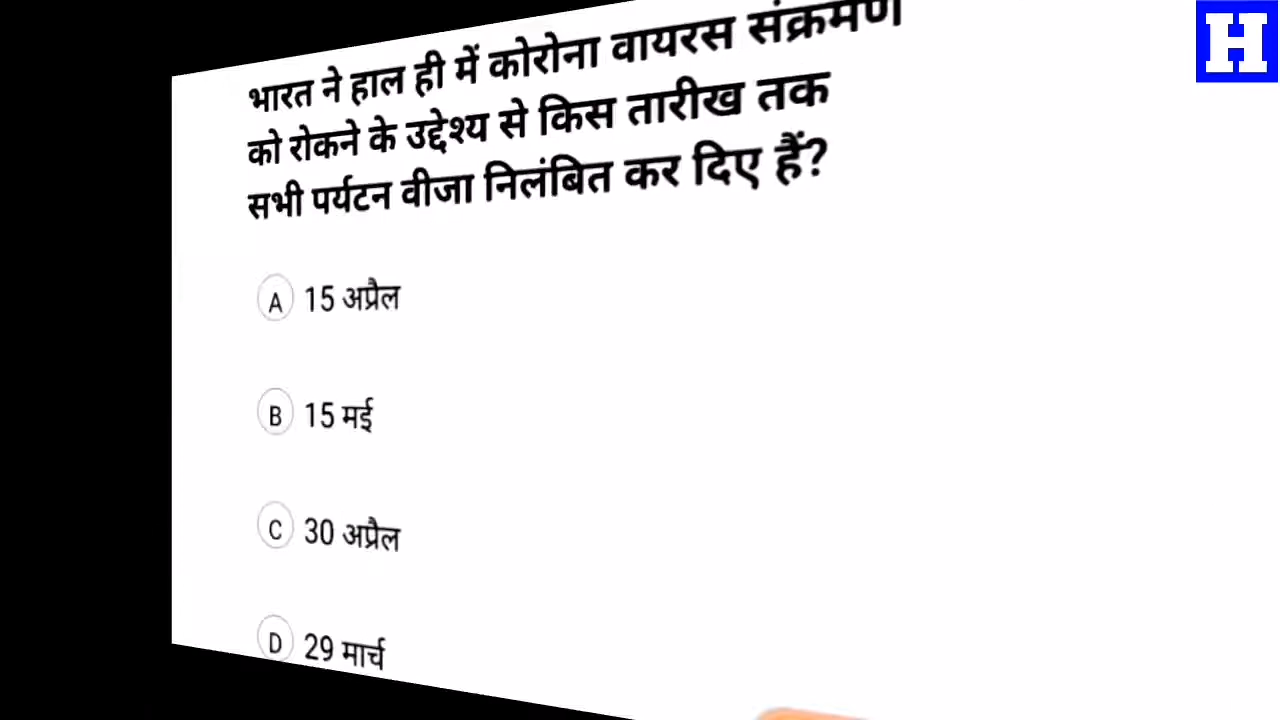 H
भारत ने हाल ही में कोरोना वायरस संक्रमण
को रोकने के उद्देश्य से किस तारीख तक
सभी पर्यटन वीजा निलंबित कर दिए हैं?
A 15 अप्रैल
B 15 मई
C 30 अप्रैल
D 29 मार्च